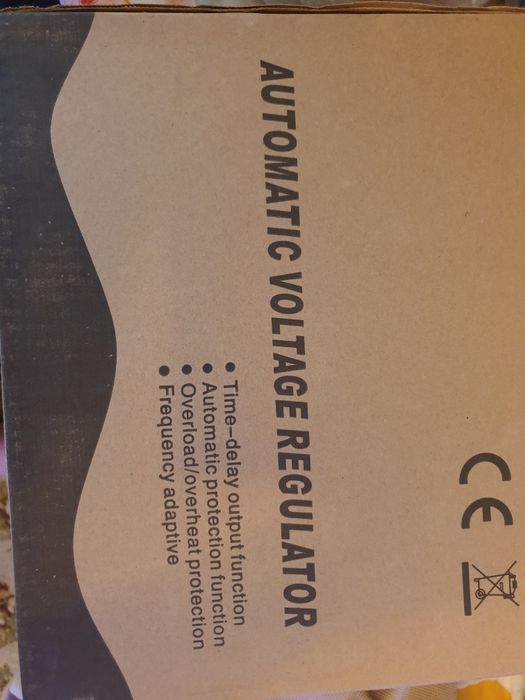 CE
AUTOMATIC VOLTAGE REGULATOR
● Time-delay output function
● Automatic protection function
● Overload/overheat protection
● Frequency adaptive